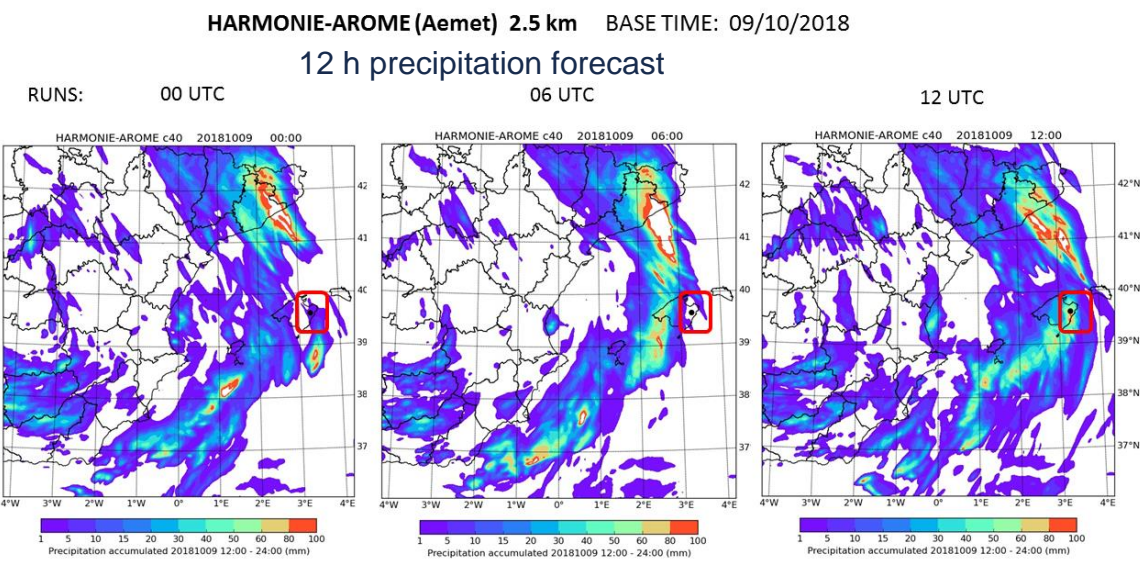 HARMONIE-AROME (Aemet) 2.5 km BASE TIME: 09/10/2018
12 h precipitation forecast
RUNS: 00 UTC 06 UTC 12 UTC
HARMONIE-AROME c40 20181009 00:00
42
41
40
39
38
37
4°W 3°W 2°W 1°W 0° 1°E 2°E 3°E 4°E
1 5 10 15 20 30 40 50 60 80 100
Precipitation accumulated 20181009 12:00 - 24:00 (mm)
HARMONIE-AROME c40 20181009 06:00
42
41
40
39
38
37
4°W 3°W 2°W 1°W 0° 1°E 2°E 3°E 4°E
1 5 10 15 20 30 40 50 60 80 100
Precipitation accumulated 20181009 12:00 - 24:00 (mm)
HARMONIE-AROME c40 20181009 12:00
42°N
41°N
40°N
39°N
38°N
37°N
4°W 3°W 2°W 1°W 0° 1°E 2°E 3°E 4°E
1 5 10 15 20 30 40 50 60 80 100
Precipitation accumulated 20181009 12:00 - 24:00 (mm)